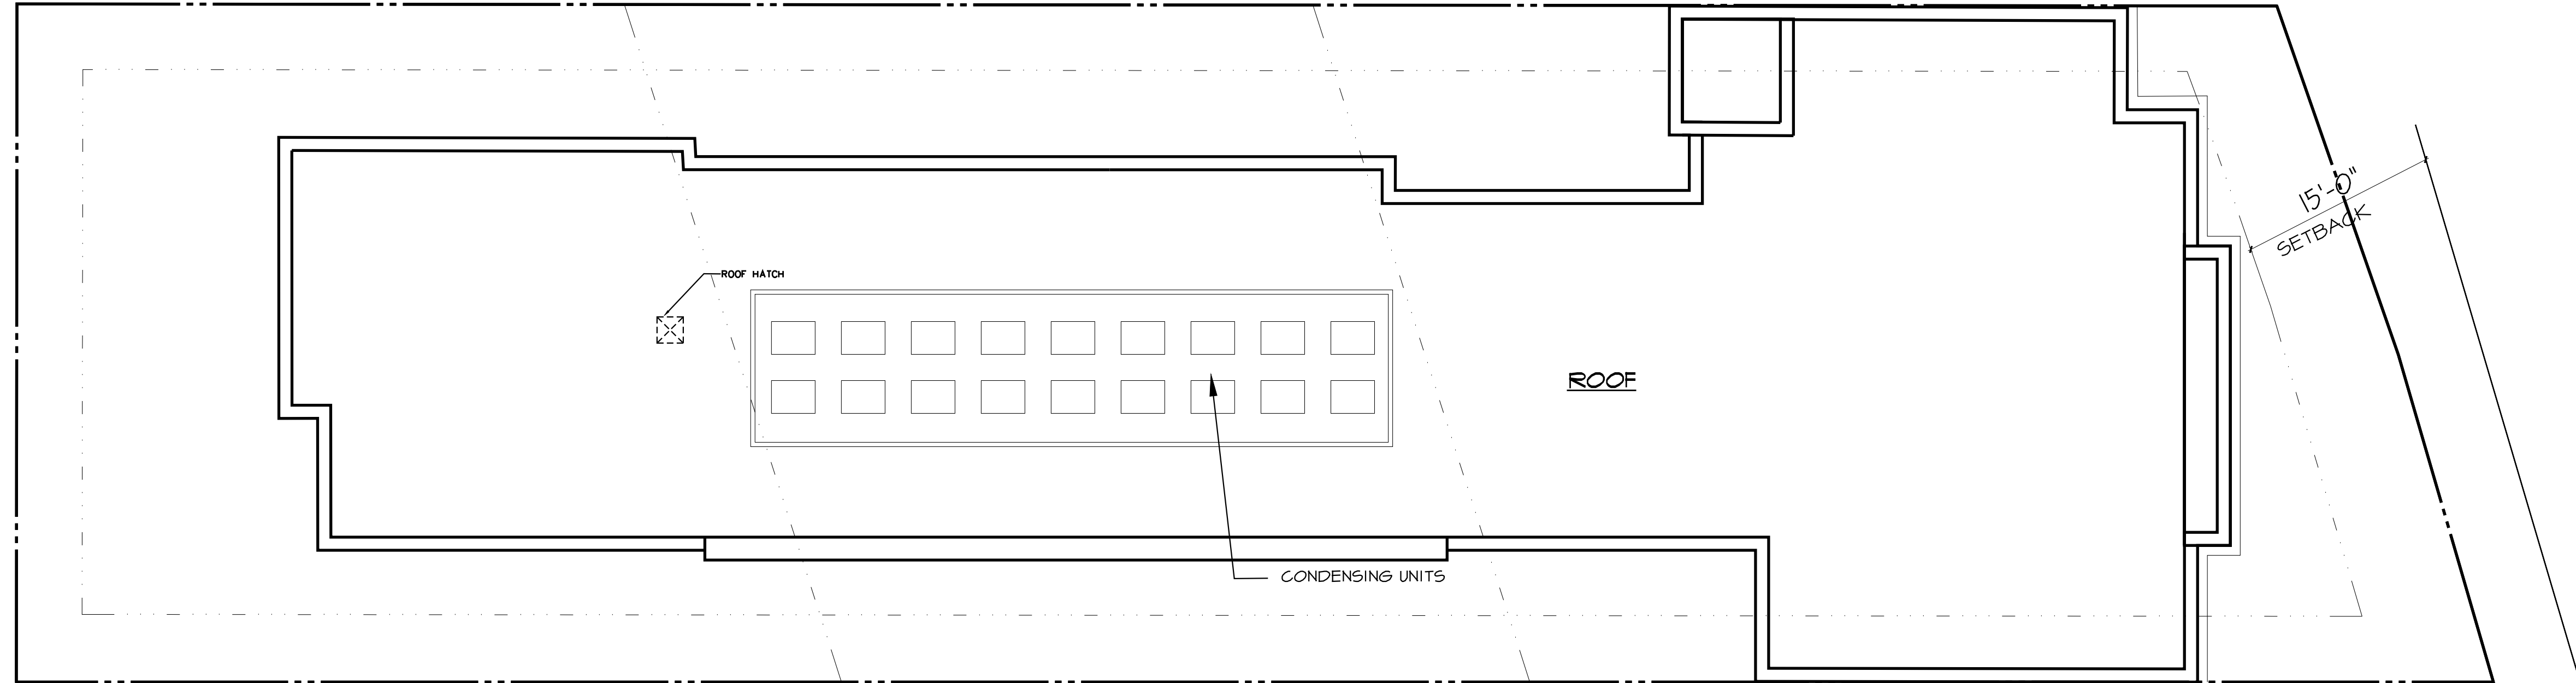 15'-0"
SETBACK
ROOF HATCH
ROOF
CONDENSING UNITS